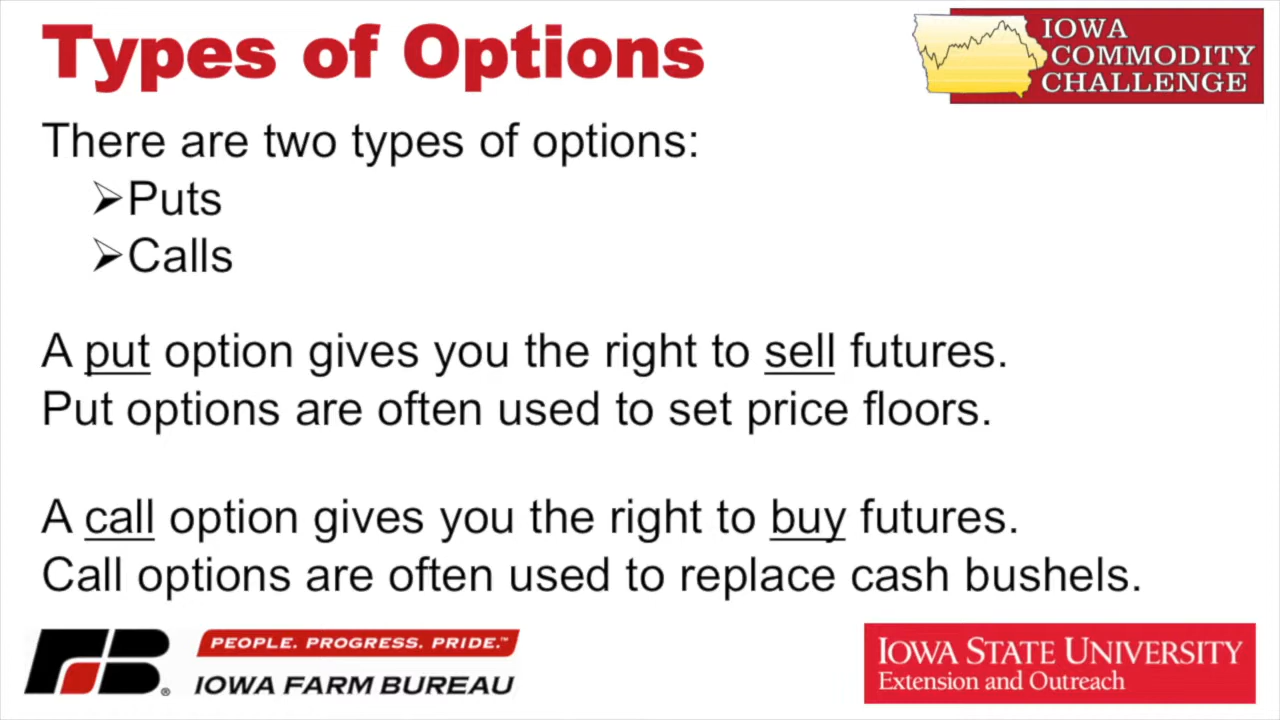 Types of Options
IOWA
COMMODITY
CHALLENGE
There are two types of options:
➢Puts
➢Calls
A put option gives you the right to sell futures.
Put options are often used to set price floors.
A call option gives you the right to buy futures.
Call options are often used to replace cash bushels.
FB®
PEOPLE. PROGRESS. PRIDE.™
IOWA FARM BUREAU
IOWA STATE UNIVERSITY
Extension and Outreach